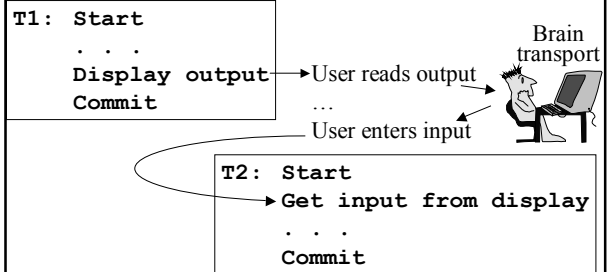 T1: Start
. . .
Display output
Commit
User reads output
…
User enters input
Brain
transport
T2: Start
Get input from display
. . .
Commit